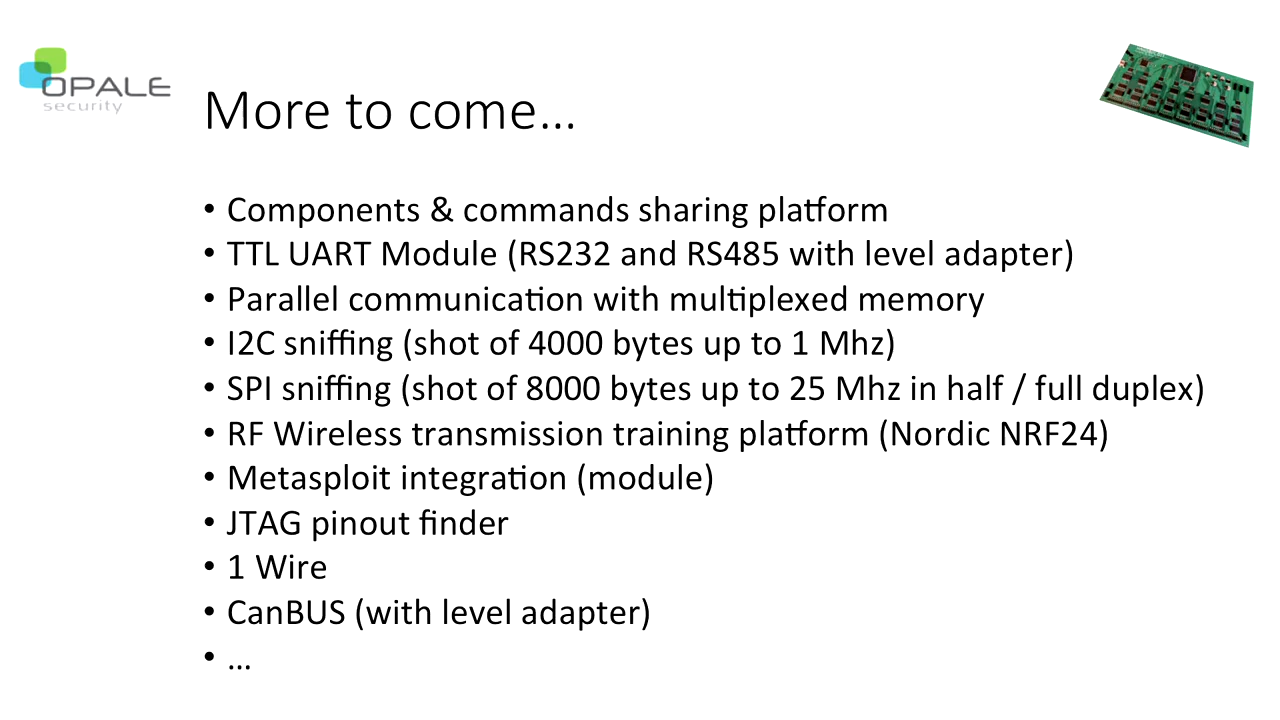 OPALE
security
More to come…
• Components & commands sharing platform
• TTL UART Module (RS232 and RS485 with level adapter)
• Parallel communication with multiplexed memory
• I2C sniffing (shot of 4000 bytes up to 1 Mhz)
• SPI sniffing (shot of 8000 bytes up to 25 Mhz in half / full duplex)
• RF Wireless transmission training platform (Nordic NRF24)
• Metasploit integration (module)
• JTAG pinout finder
• 1 Wire
• CanBUS (with level adapter)
• …